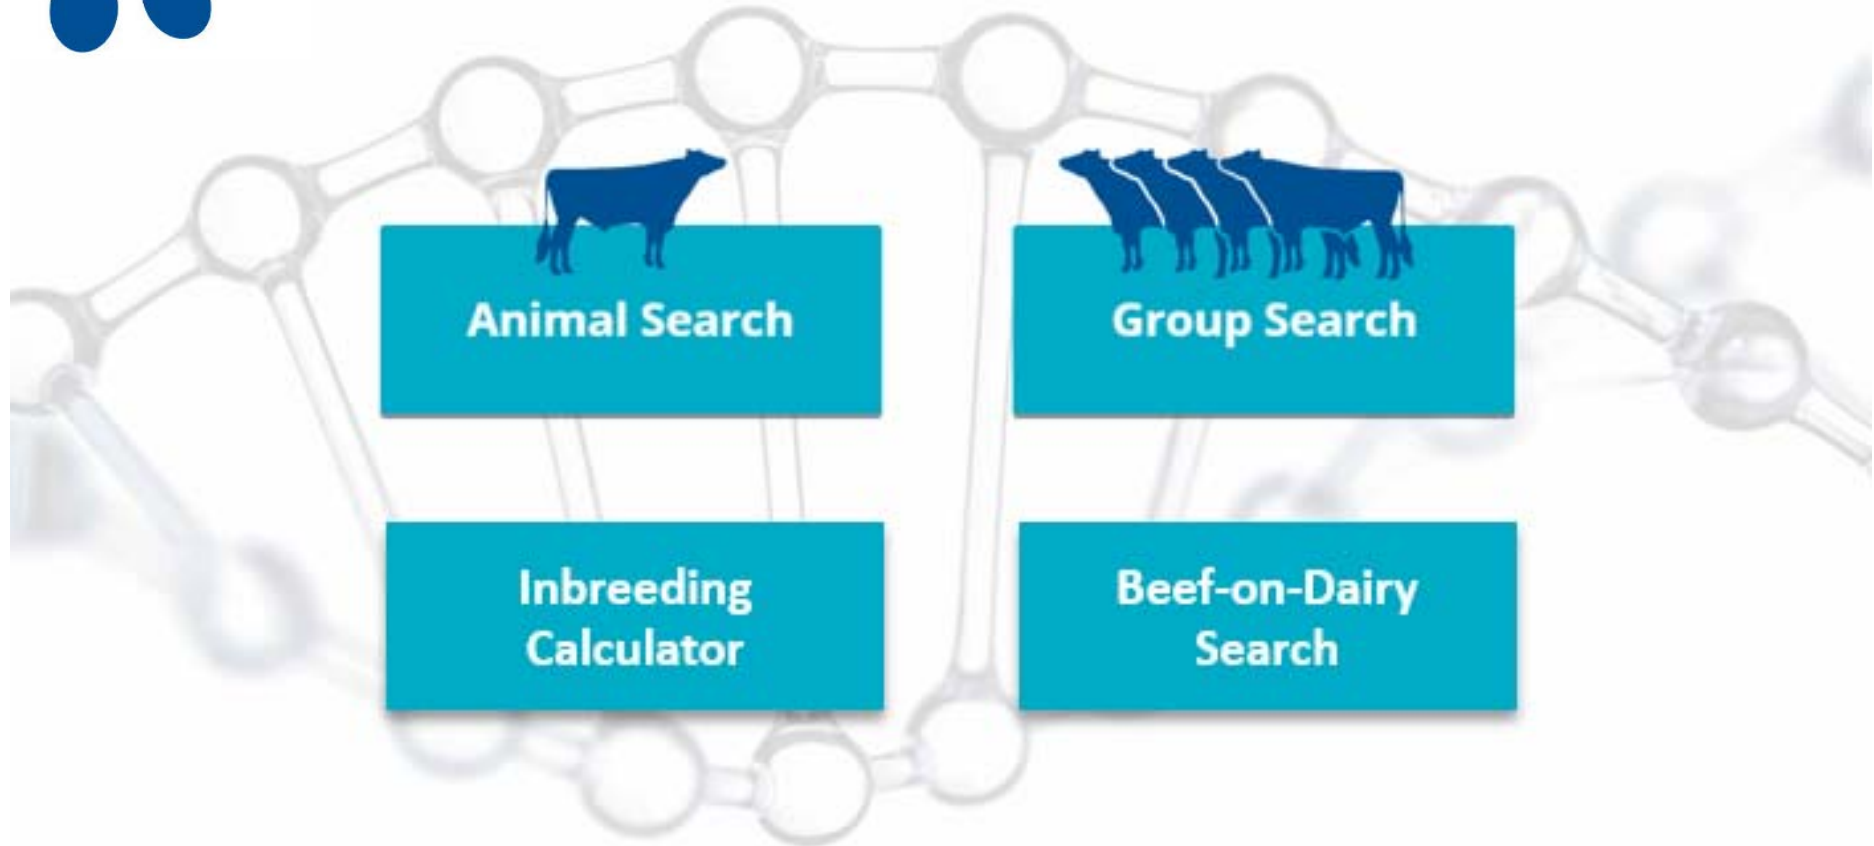 Animal Search
Group Search
Inbreeding
Calculator
Beef-on-Dairy
Search